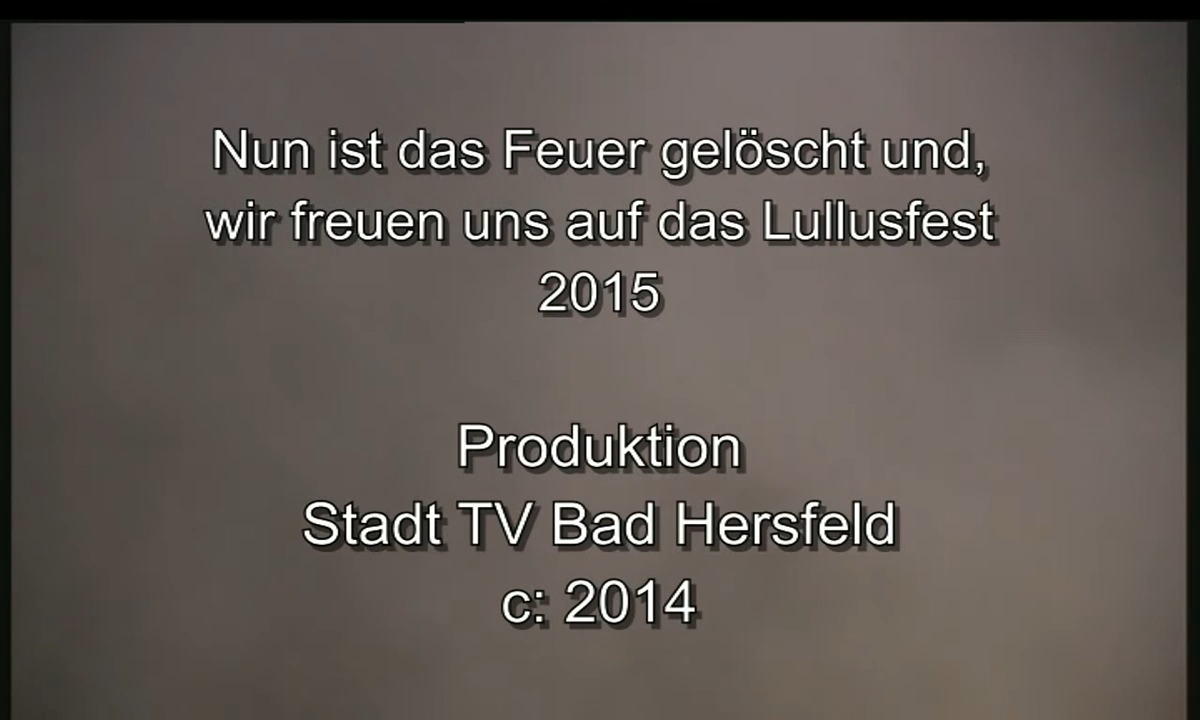 Nun ist das Feuer gelöscht und,
wir freuen uns auf das Lullusfest
2015
Produktion
Stadt TV Bad Hersfeld
c: 2014